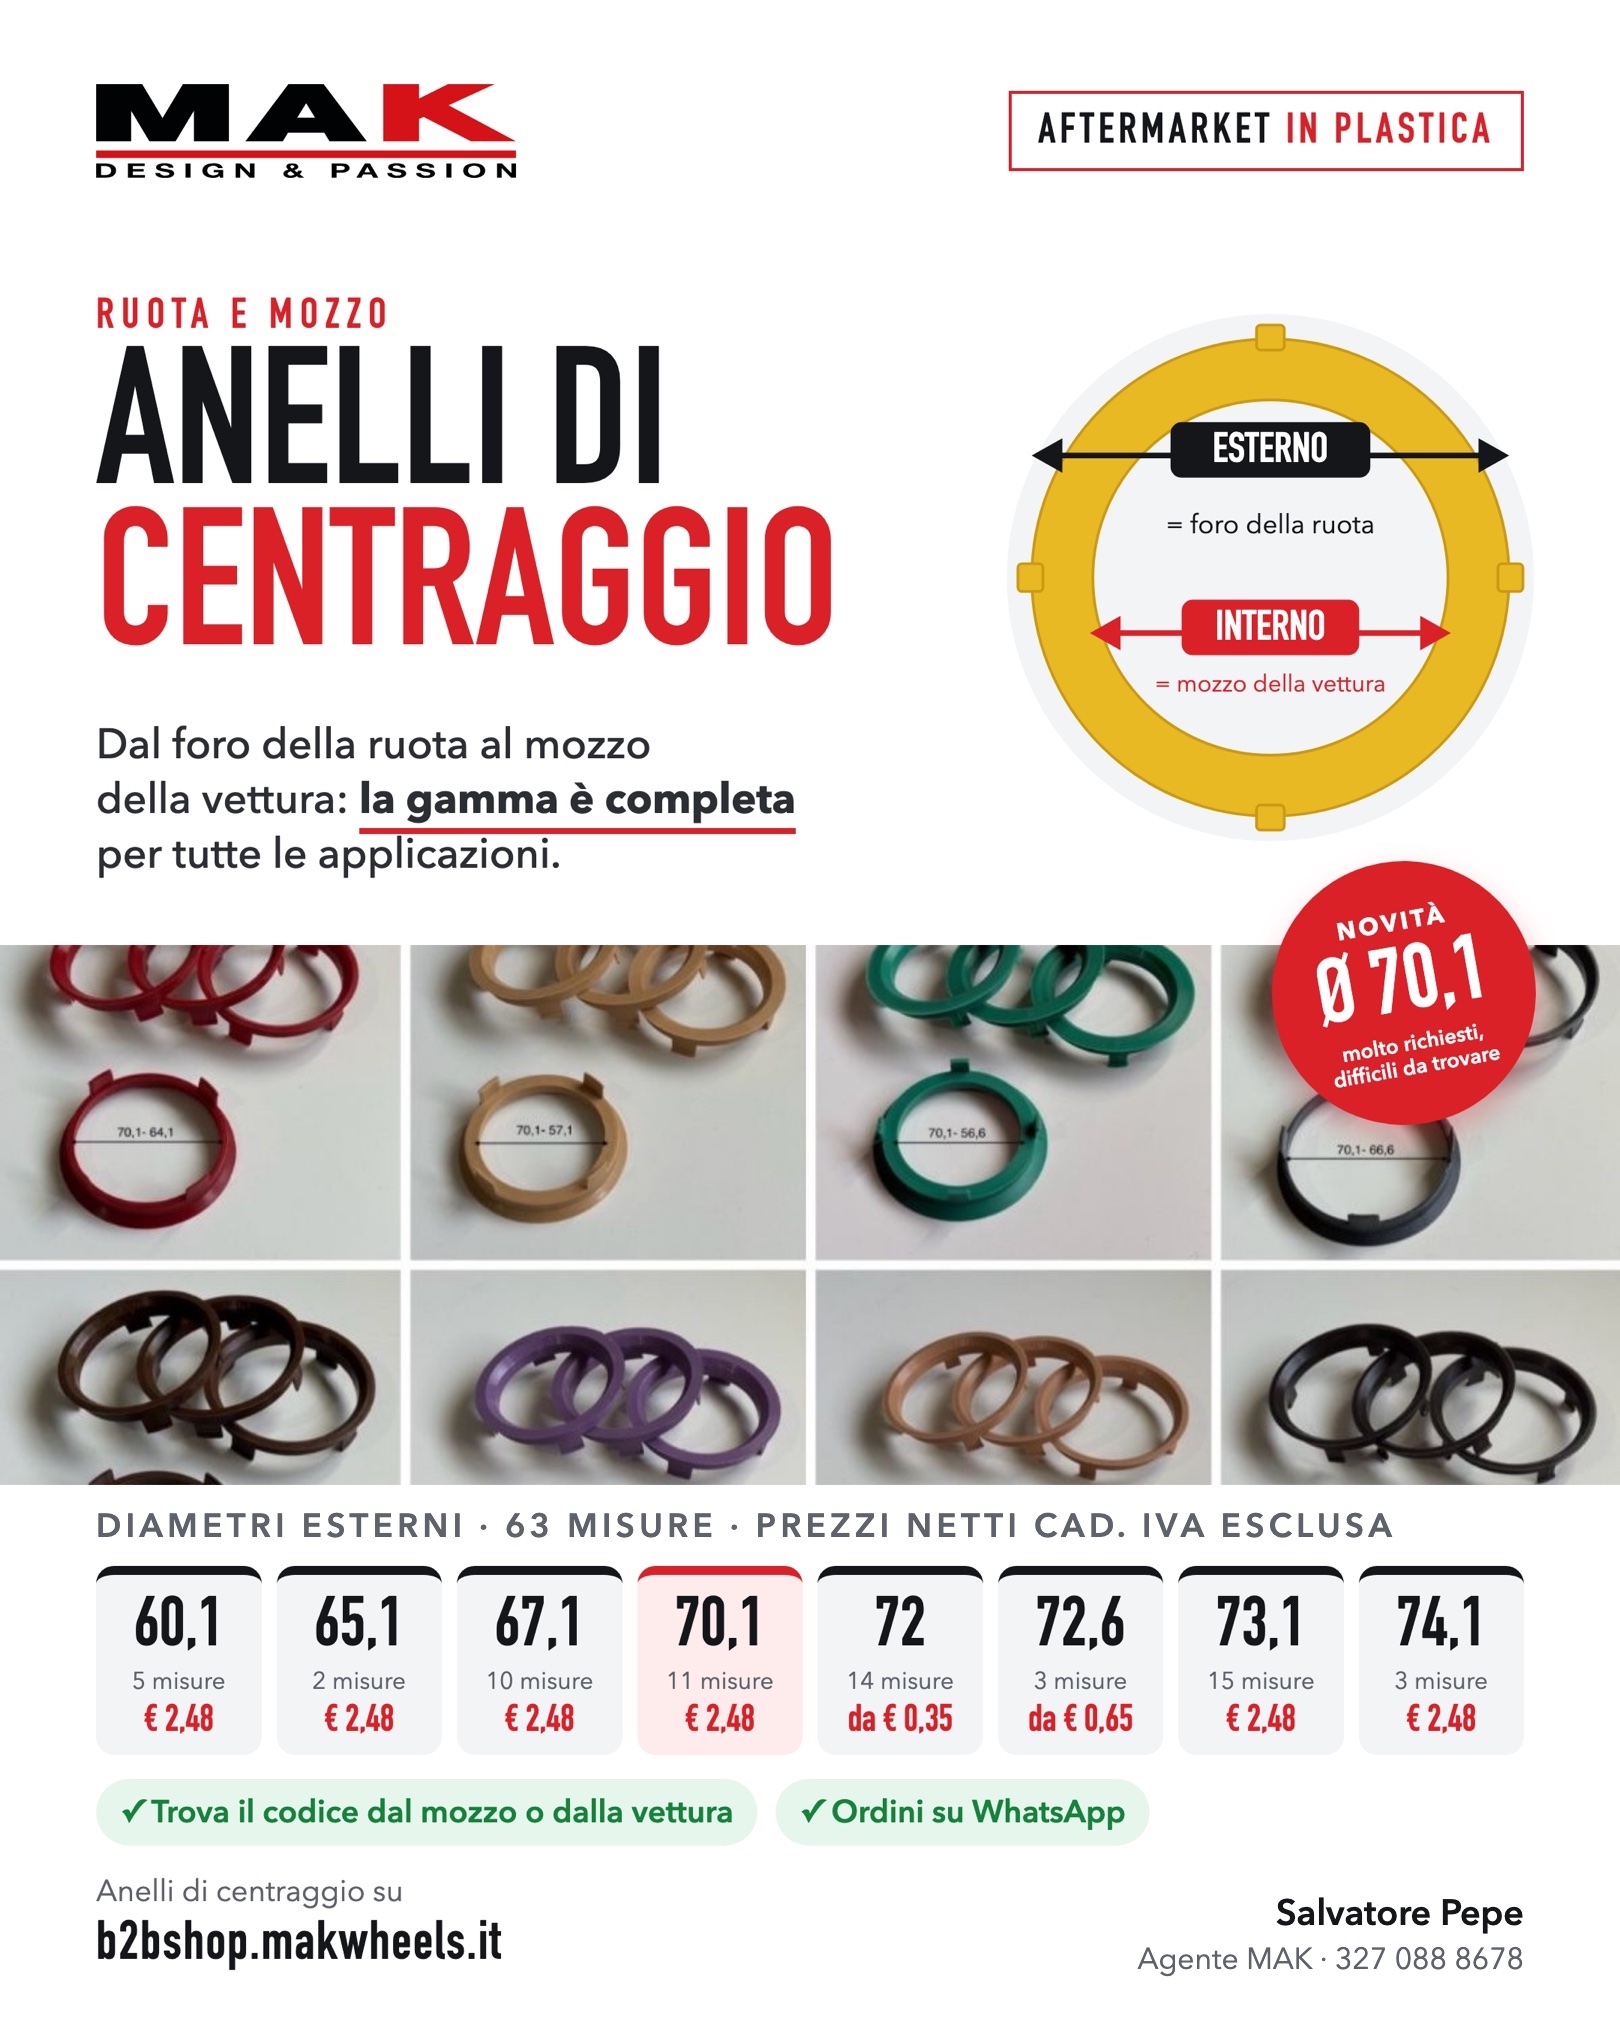 MAK
DESIGN & PASSION
AFTERMARKET IN PLASTICA
RUOTA E MOZZO
ANELLI DI
CENTRAGGIO
Dal foro della ruota al mozzo
della vettura: la gamma è completa
per tutte le applicazioni.
ESTERNO
= foro della ruota
INTERNO
= mozzo della vettura
NOVITÀ
Ø 70,1
molto richiesti,
difficili da trovare
70,1- 64,1
70,1- 57,1
70,1- 56,6
70,1- 66,6
DIAMETRI ESTERNI · 63 MISURE · PREZZI NETTI CAD. IVA ESCLUSA
60,1
5 misure
€ 2,48
65,1
2 misure
€ 2,48
67,1
10 misure
€ 2,48
70,1
11 misure
€ 2,48
72
14 misure
da € 0,35
72,6
3 misure
da € 0,65
73,1
15 misure
€ 2,48
74,1
3 misure
€ 2,48
✓Trova il codice dal mozzo o dalla vettura
✓Ordini su WhatsApp
Anelli di centraggio su
b2bshop.makwheels.it
Salvatore Pepe
Agente MAK · 327 088 8678